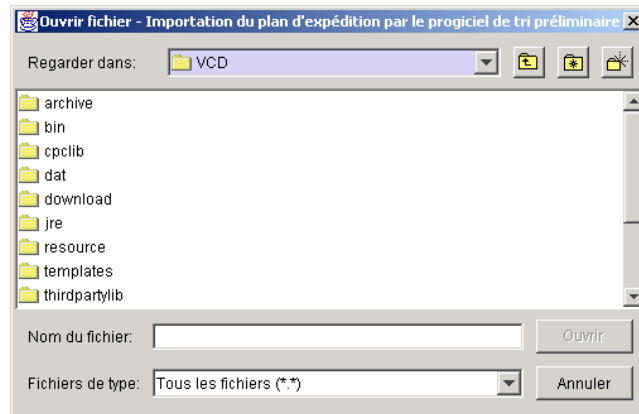 Ouvrir fichier - Importation du plan d'expédition par le progiciel de tri préliminaire
Regarder dans: VCD
archive
bin
cpclib
dat
download
jre
resource
templates
thirdpartylib
Nom du fichier: Ouvrir
Fichiers de type: Tous les fichiers (*.*) Annuler